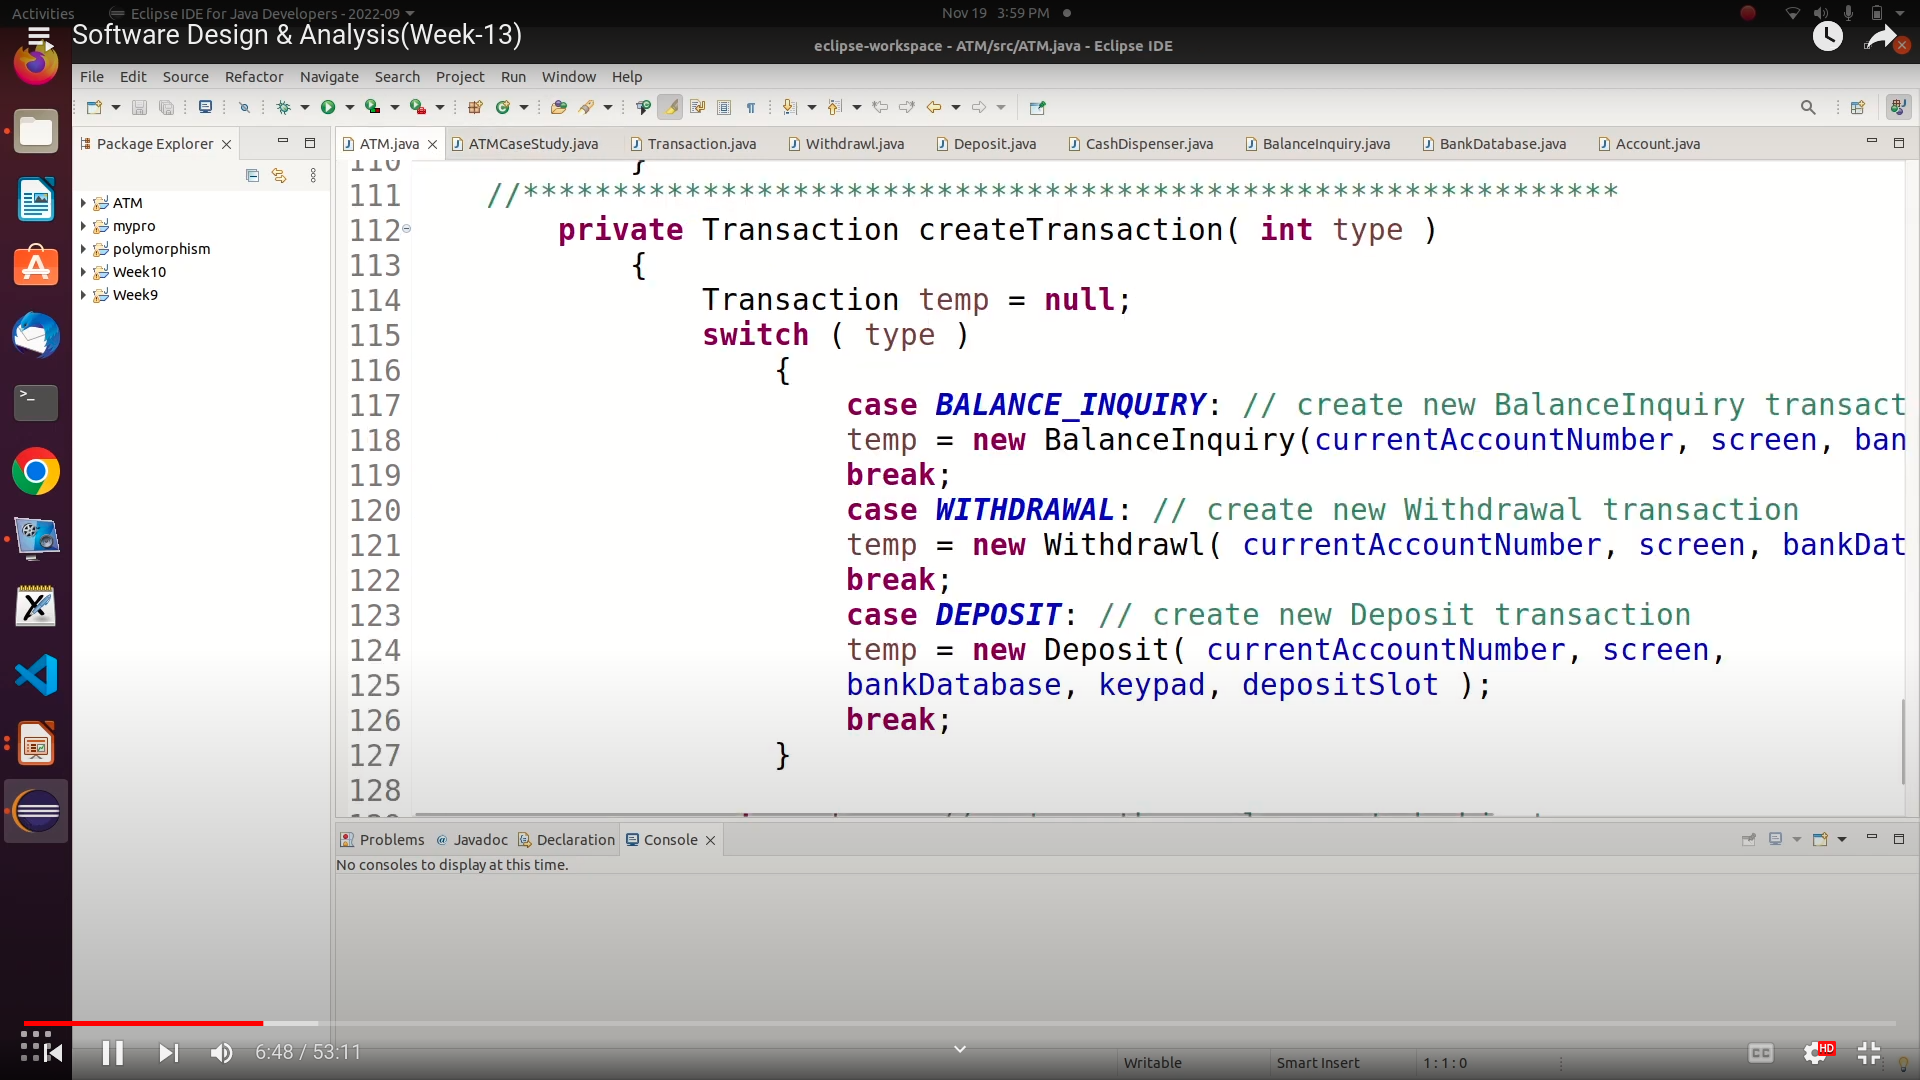 Activities Eclipse IDE for Java Developers - 2022-09 Nov 19 3:59 PM
Software Design & Analysis(Week-13)
eclipse-workspace - ATM/src/ATM.java - Eclipse IDE
File Edit Source Refactor Navigate Search Project Run Window Help
Package Explorer
ATM
mypro
polymorphism
Week10
Week9
ATM.java ATMCaseStudy.java Transaction.java Withdrawl.java Deposit.java CashDispenser.java BalanceInquiry.java BankDatabase.java Account.java
110 }
111 //*************************************************************
112 private Transaction createTransaction( int type )
113 {
114 Transaction temp = null;
115 switch ( type )
116 {
117 case BALANCE_INQUIRY: // create new BalanceInquiry transact
118 temp = new BalanceInquiry(currentAccountNumber, screen, ban
119 break;
120 case WITHDRAWAL: // create new Withdrawal transaction
121 temp = new Withdrawl( currentAccountNumber, screen, bankDat
122 break;
123 case DEPOSIT: // create new Deposit transaction
124 temp = new Deposit( currentAccountNumber, screen,
125 bankDatabase, keypad, depositSlot );
126 break;
127 }
128
Problems Javadoc Declaration Console
No consoles to display at this time.
6:48 / 53:11
CC HD
Writable Smart Insert 1:1:0